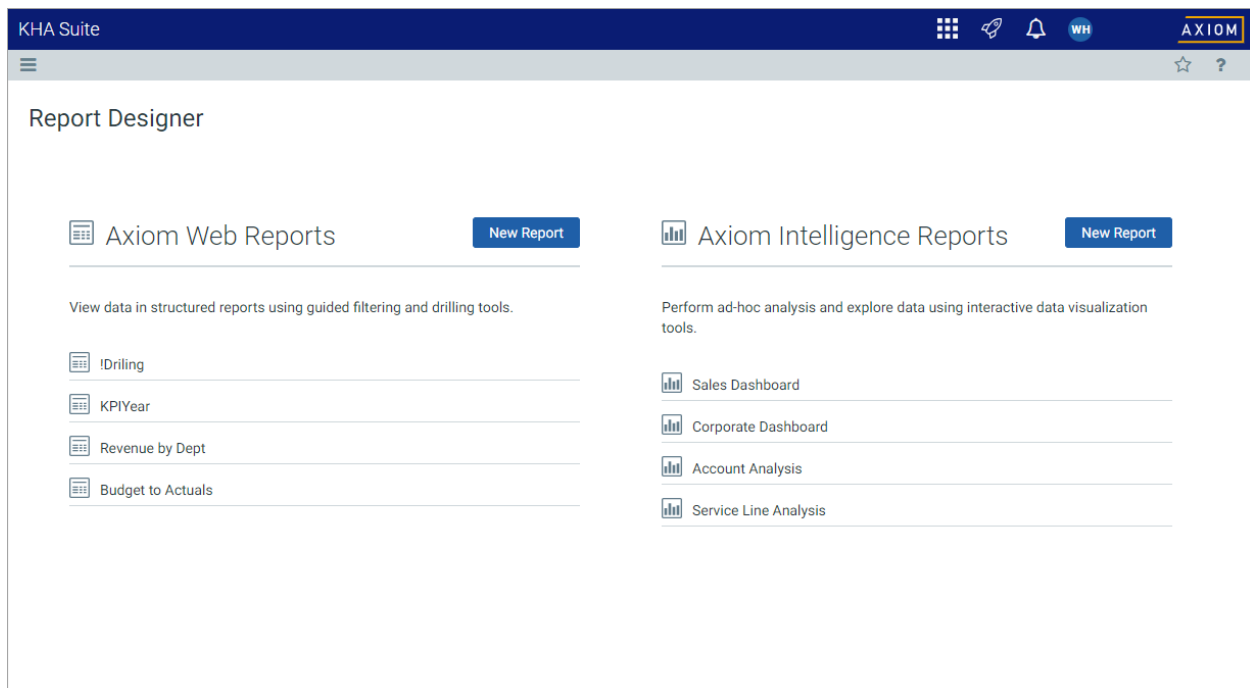 KHA Suite
WH
AXIOM
?
Report Designer
Axiom Web Reports
New Report
View data in structured reports using guided filtering and drilling tools.
!Driling
KPIYear
Revenue by Dept
Budget to Actuals
Axiom Intelligence Reports
New Report
Perform ad-hoc analysis and explore data using interactive data visualization
tools.
Sales Dashboard
Corporate Dashboard
Account Analysis
Service Line Analysis